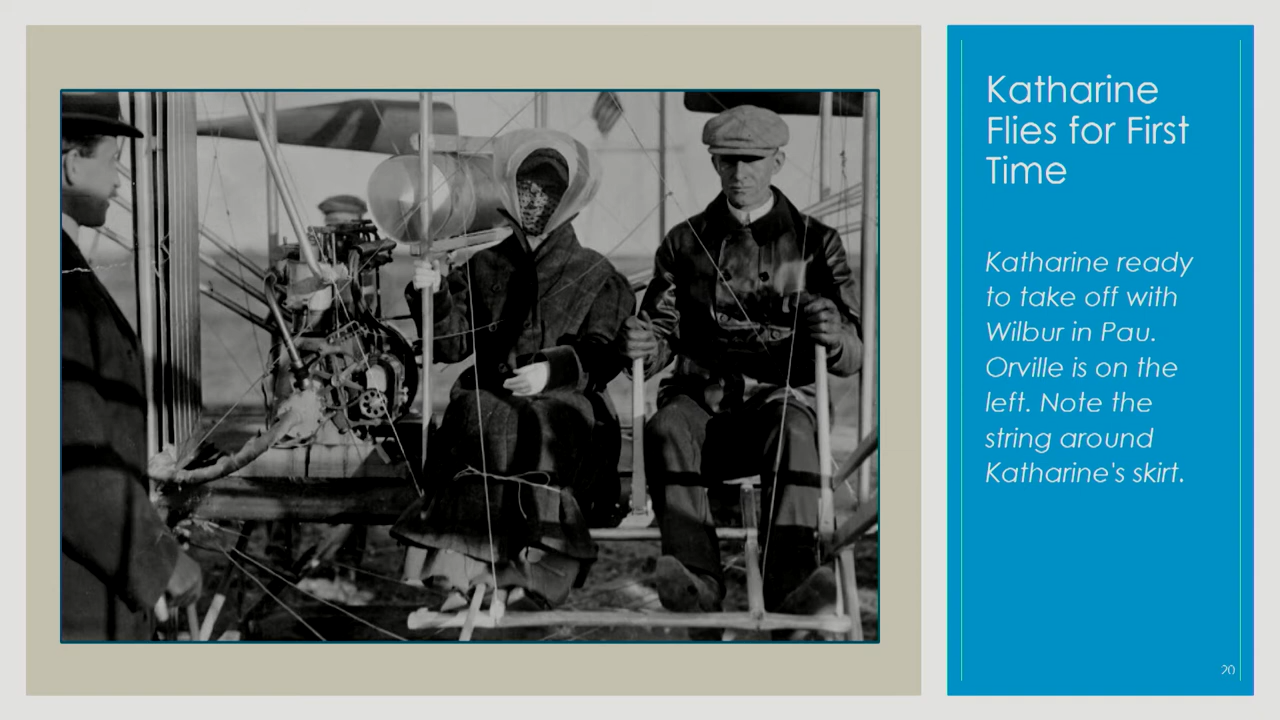 Katharine
Flies for First
Time
Katharine ready
to take off with
Wilbur in Pau.
Orville is on the
left. Note the
string around
Katharine's skirt.
20